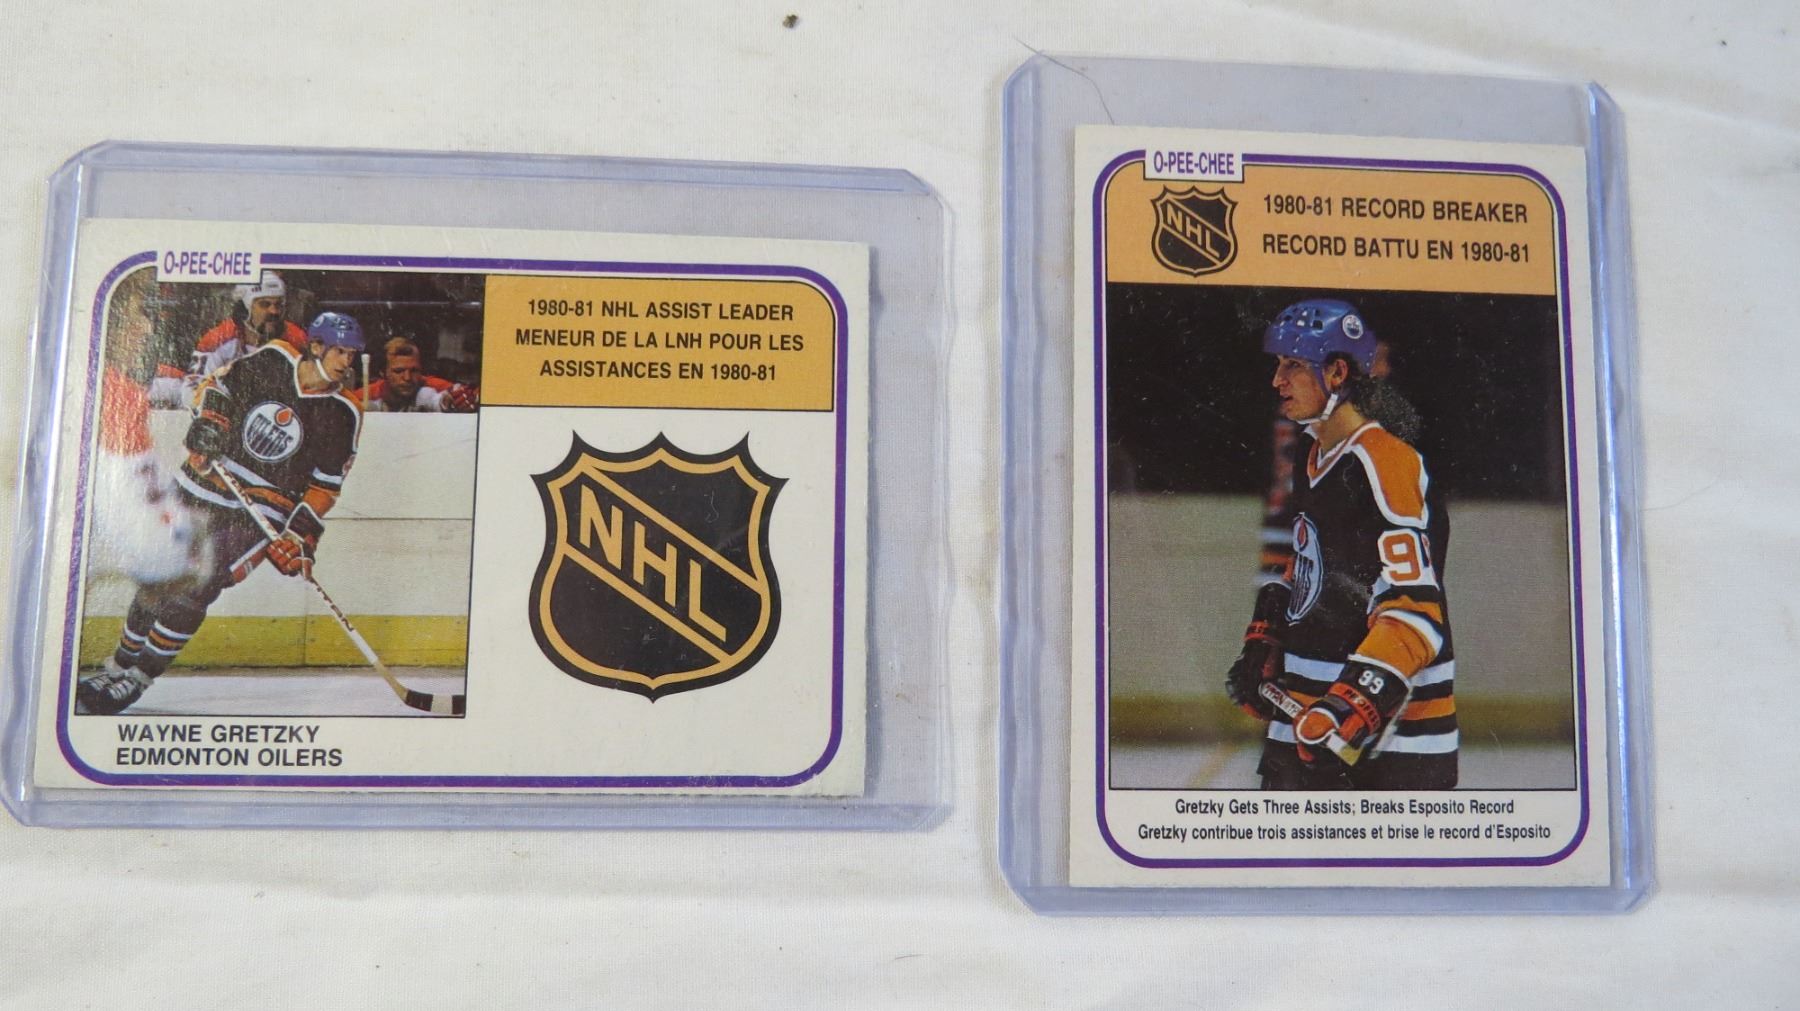 O-PEE-CHEE
1980-81 NHL ASSIST LEADER
MENEUR DE LA LNH POUR LES
ASSISTANCES EN 1980-81
OILERS
NHL
WAYNE GRETZKY
EDMONTON OILERS
O-PEE-CHEE
NHL
1980-81 RECORD BREAKER
RECORD BATTU EN 1980-81
99
Gretzky Gets Three Assists; Breaks Esposito Record
Gretzky contribue trois assistances et brise le record d'Esposito